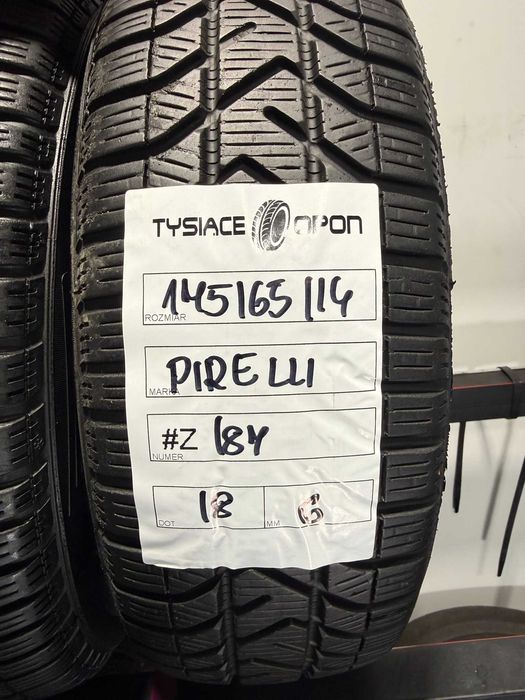 TYSIACE OPON
145/65/14
ROZMIAR
PIRELLI
MARKA
#Z 184
NUMER
18 6
DOT MM